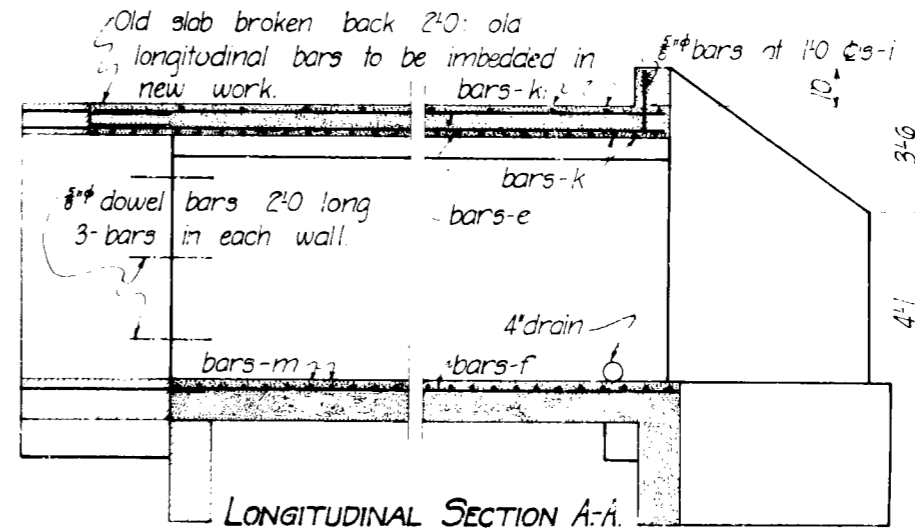 Old slab broken back 2'-0: old
longitudinal bars to be imbedded in
new work.
bars-k
⅝"φ bars at 1'-0 ¢'s-i
10"
3'-6
bars-k
⅝"φ dowel bars 2'-0 long
3-bars in each wall.
bars-e
4'-1
4" drain
bars-m
bars-f
LONGITUDINAL SECTION A-A.